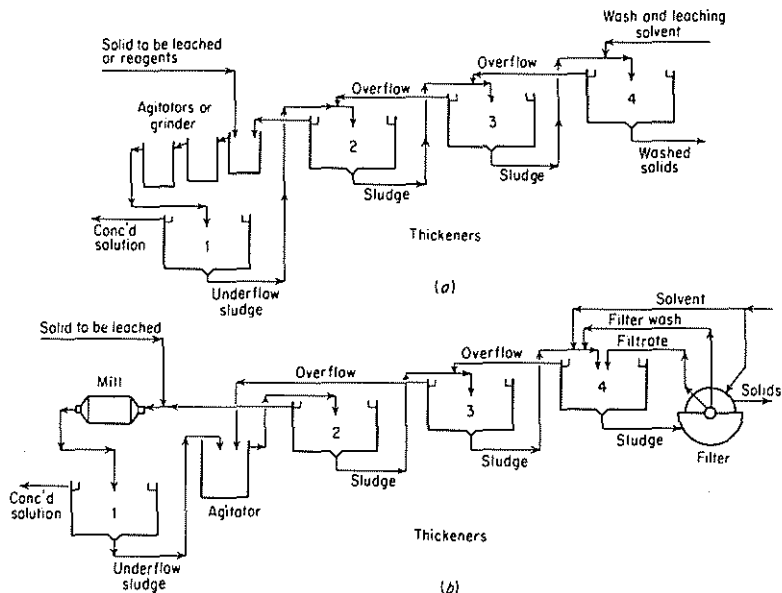 Solid to be leached
or reagents
Wash and leaching
solvent
Overflow
Overflow
Agitators or
grinder
2
3
4
Sludge
Sludge
Washed
solids
Conc'd
solution
1
Thickeners
Underflow
sludge
(a)
Solid to be leached
Solvent
Filter wash
Filtrate
Overflow
Overflow
Mill
2
3
4
Solids
Sludge
Sludge
Sludge
Filter
Conc'd
solution
1
Agitator
Thickeners
Underflow
sludge
(b)